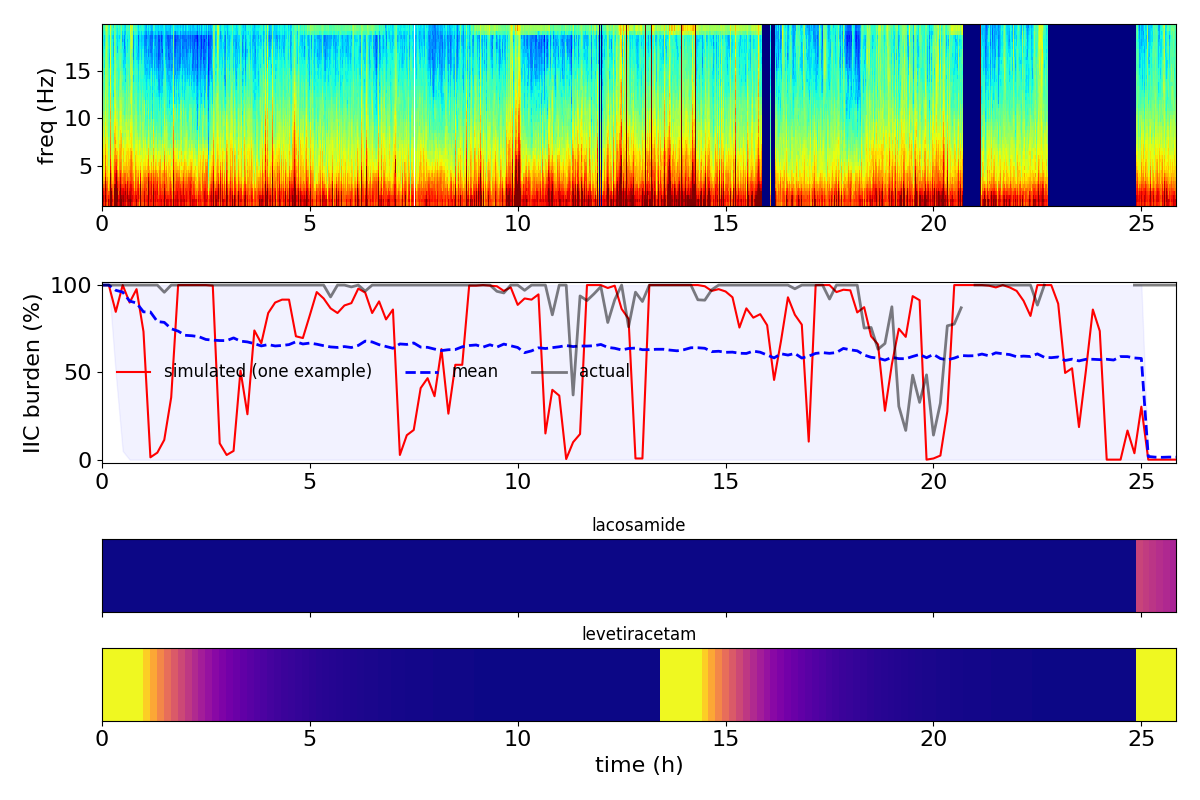 freq (Hz)
15
10
5
0 5 10 15 20 25
IIC burden (%)
100
50
0
simulated (one example) mean actual
0 5 10 15 20 25
lacosamide
levetiracetam
0 5 10 15 20 25
time (h)